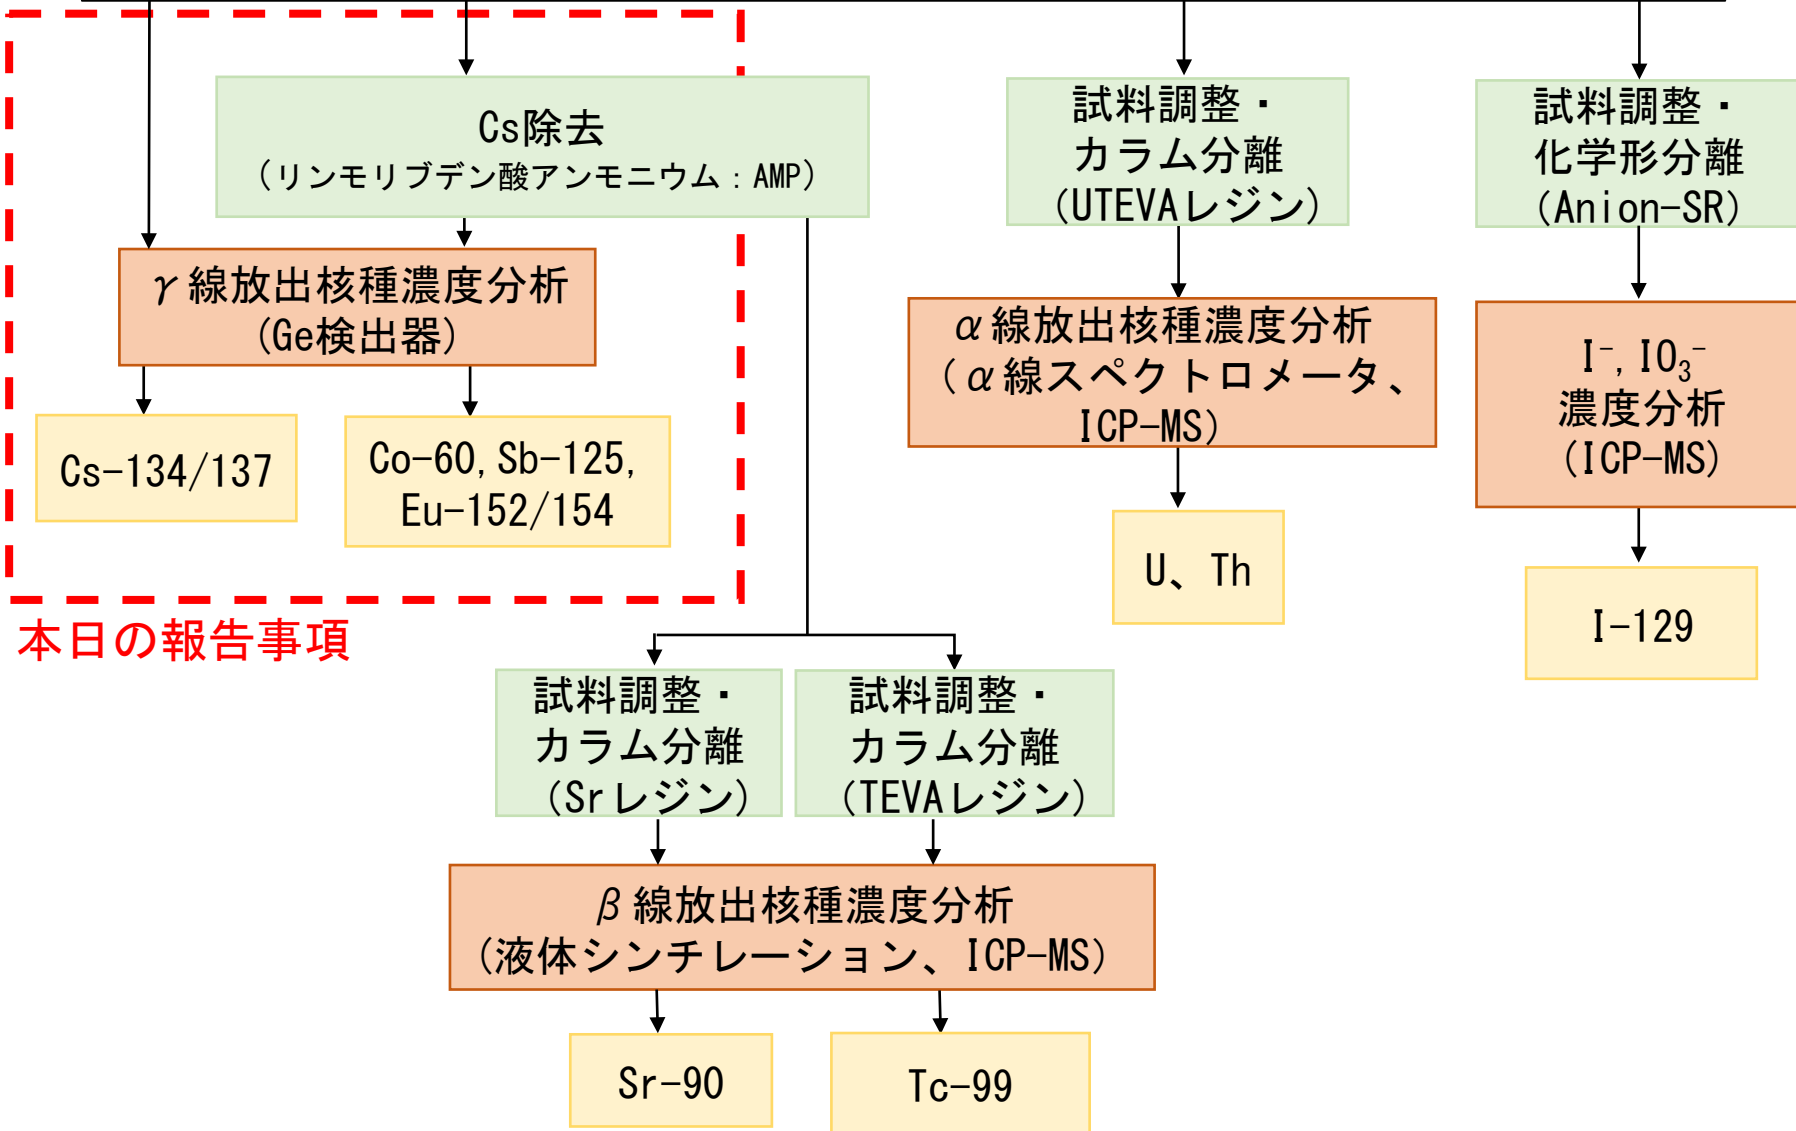 Cs除去
(リンモリブデン酸アンモニウム：AMP)
γ線放出核種濃度分析
(Ge検出器)
Cs-134/137
Co-60, Sb-125,
Eu-152/154
本日の報告事項
試料調整・
カラム分離
(UTEVAレジン)
α線放出核種濃度分析
(α線スペクトロメータ、
ICP-MS)
U、Th
試料調整・
化学形分離
(Anion-SR)
I⁻, IO₃⁻
濃度分析
(ICP-MS)
I-129
試料調整・
カラム分離
(Srレジン)
試料調整・
カラム分離
(TEVAレジン)
β線放出核種濃度分析
(液体シンチレーション、ICP-MS)
Sr-90
Tc-99